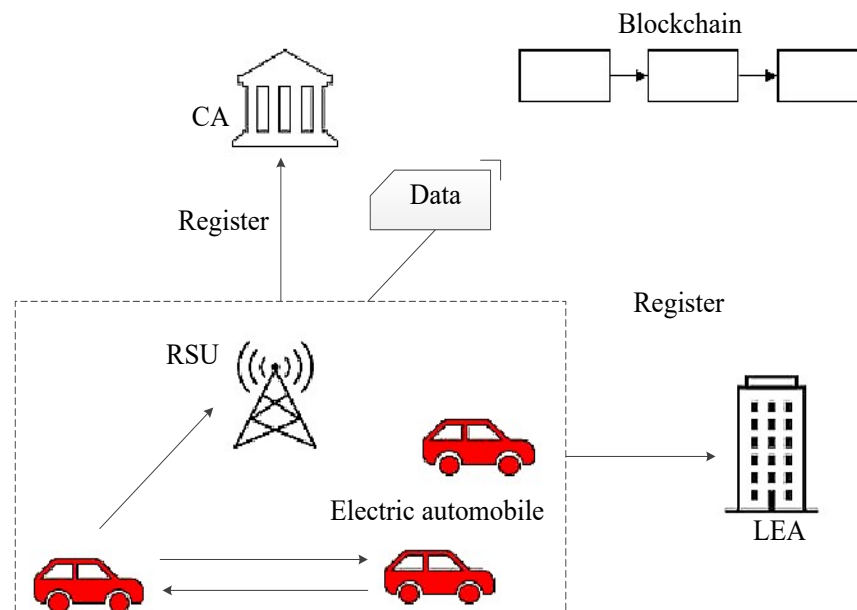 Blockchain
CA
Data
Register
Register
RSU
Electric automobile
LEA